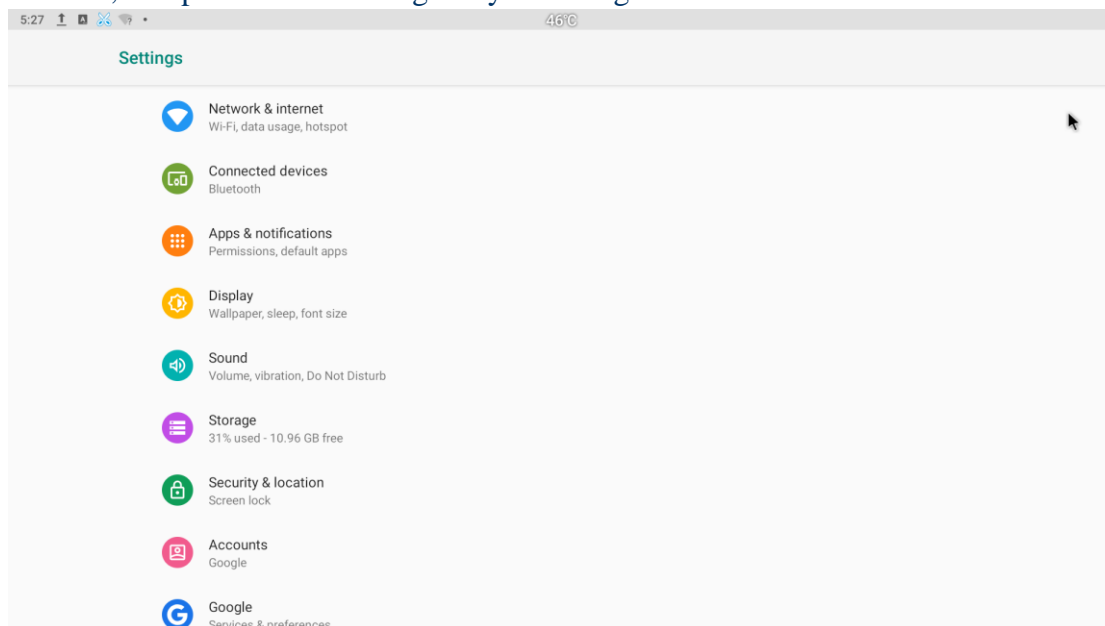 5:27
46°C
Settings
Network & internet
Wi-Fi, data usage, hotspot
Connected devices
Bluetooth
Apps & notifications
Permissions, default apps
Display
Wallpaper, sleep, font size
Sound
Volume, vibration, Do Not Disturb
Storage
31% used - 10.96 GB free
Security & location
Screen lock
Accounts
Google
Google
Services & preferences